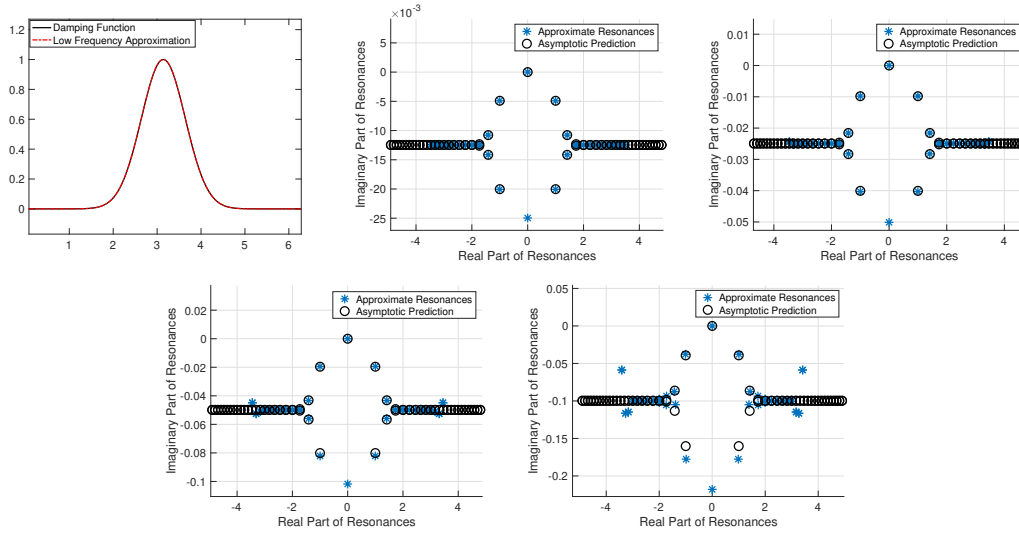 Damping Function
Low Frequency Approximation
1.2
1
0.8
0.6
0.4
0.2
0
1 2 3 4 5 6
×10⁻³
Approximate Resonances
Asymptotic Prediction
Imaginary Part of Resonances
5
0
-5
-10
-15
-20
-25
-4 -2 0 2 4
Real Part of Resonances
Approximate Resonances
Asymptotic Prediction
Imaginary Part of Resonances
0.01
0
-0.01
-0.02
-0.03
-0.04
-0.05
-4 -2 0 2 4
Real Part of Resonances
Approximate Resonances
Asymptotic Prediction
Imaginary Part of Resonances
0.02
0
-0.02
-0.04
-0.06
-0.08
-0.1
-4 -2 0 2 4
Real Part of Resonances
Approximate Resonances
Asymptotic Prediction
Imaginary Part of Resonances
0.05
0
-0.05
-0.1
-0.15
-0.2
-4 -2 0 2 4
Real Part of Resonances